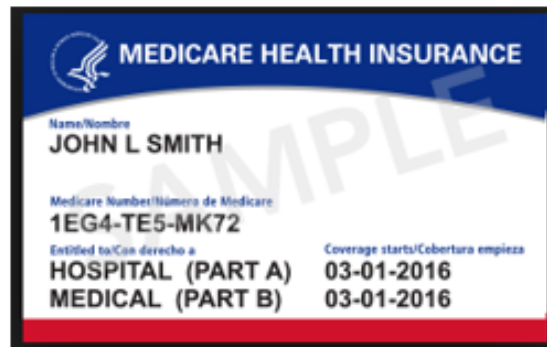 MEDICARE HEALTH INSURANCE
Name/Nombre
JOHN L SMITH
Medicare Number/Número de Medicare
1EG4-TE5-MK72
Entitled to/Con derecho a Coverage starts/Cobertura empieza
HOSPITAL (PART A) 03-01-2016
MEDICAL (PART B) 03-01-2016
SAMPLE